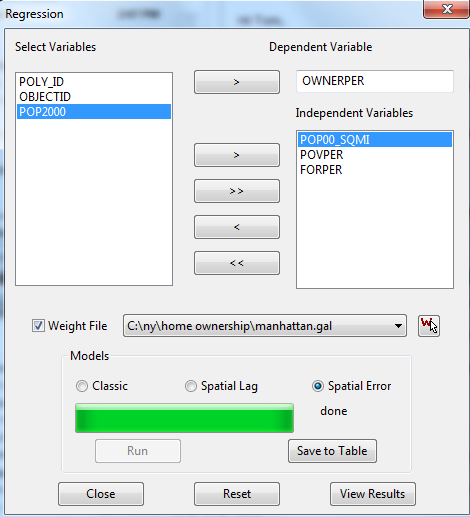 Regression
Select Variables
Dependent Variable
POLY_ID
OBJECTID
POP2000
>
OWNERPER
Independent Variables
>
>>
<
<<
POP00_SQMI
POVPER
FORPER
Weight File
C:\ny\home ownership\manhattan.gal
W
Models
Classic
Spatial Lag
Spatial Error
done
Run
Save to Table
Close
Reset
View Results